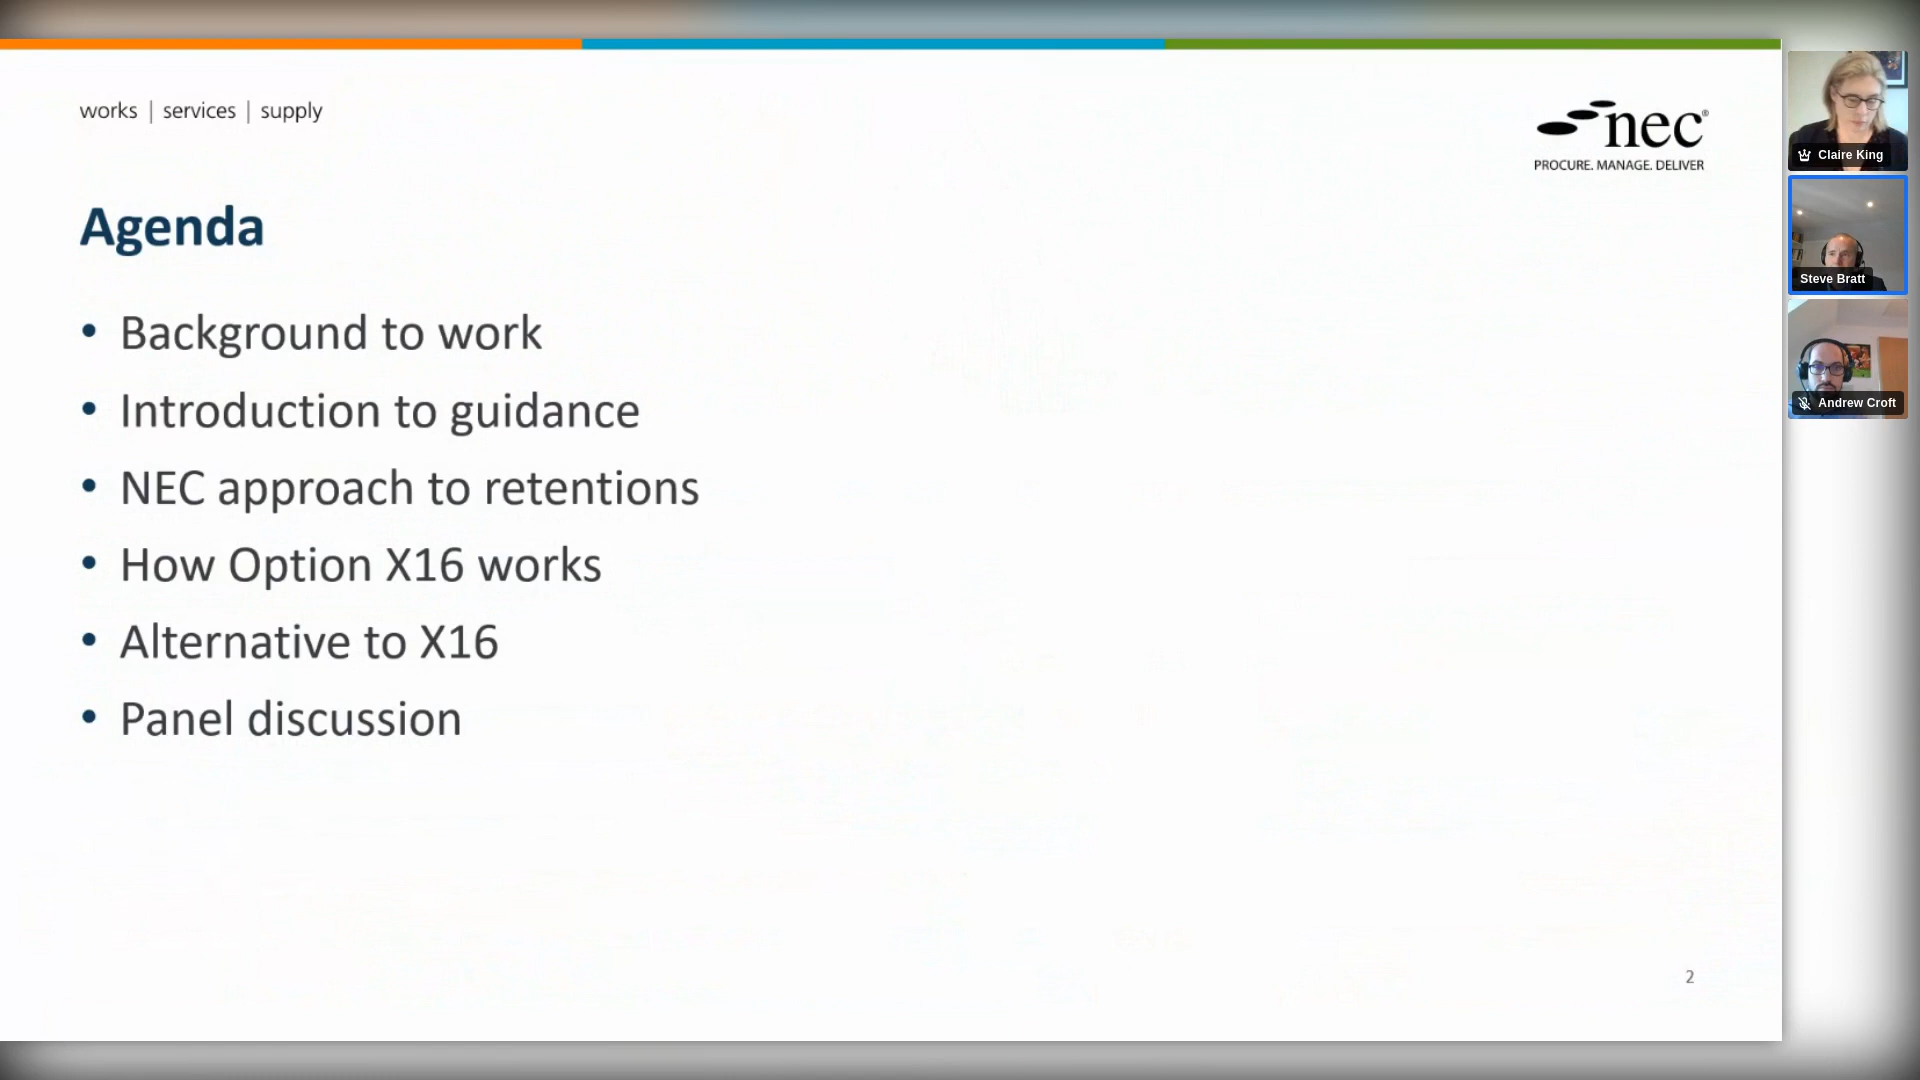 works | services | supply
nec®
PROCURE. MANAGE. DELIVER
Agenda
• Background to work
• Introduction to guidance
• NEC approach to retentions
• How Option X16 works
• Alternative to X16
• Panel discussion
2
Claire King
Steve Bratt
Andrew Croft